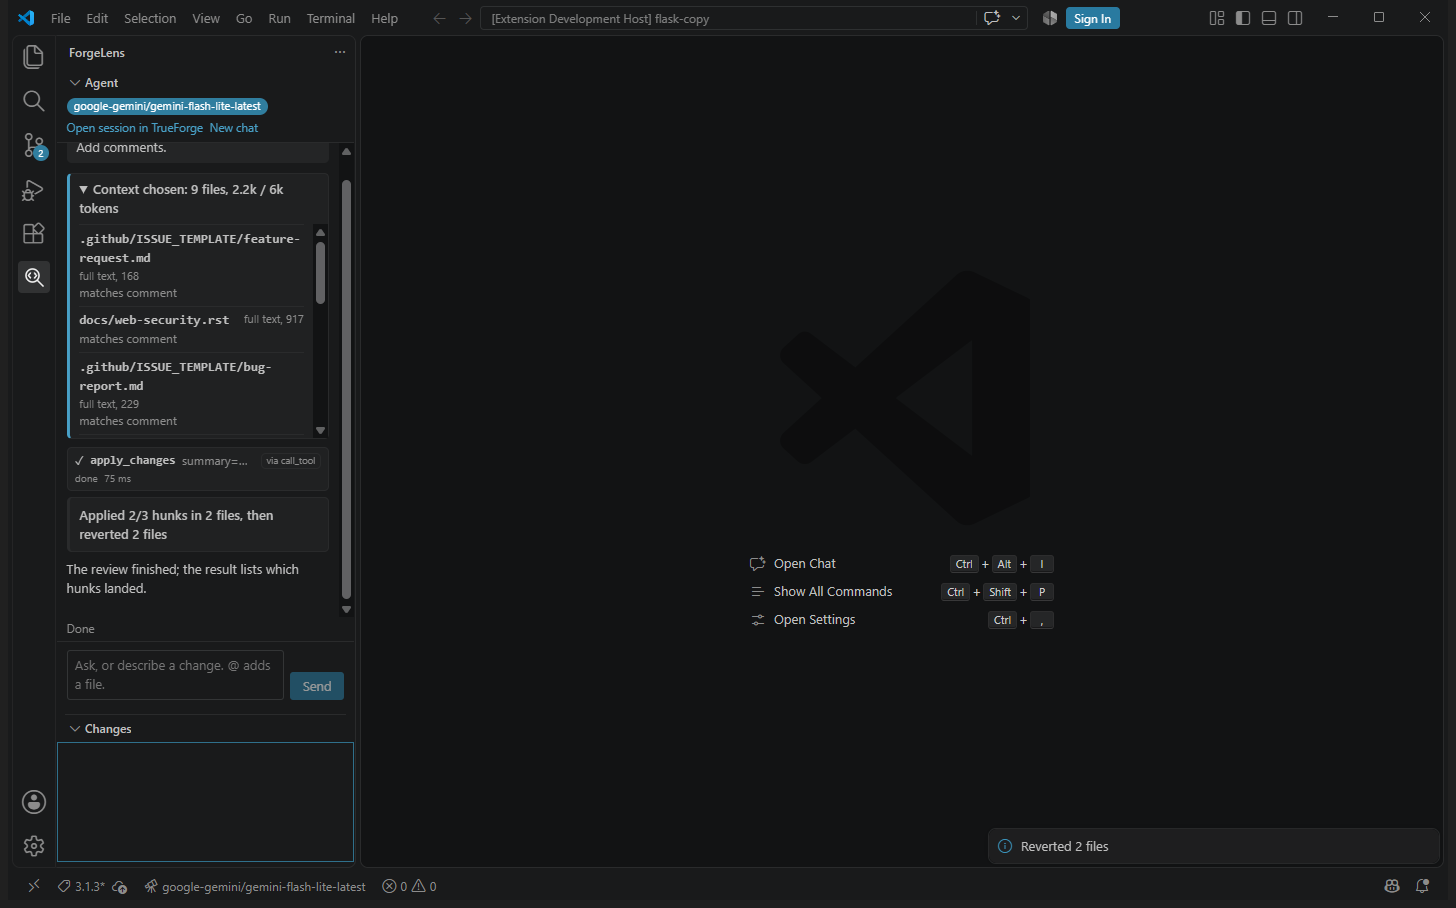 File Edit Selection View Go Run Terminal Help
[Extension Development Host] flask-copy
Sign In
ForgeLens
Agent
google-gemini/gemini-flash-lite-latest
Open session in TrueForge New chat
Add comments.
Context chosen: 9 files, 2.2k / 6k
tokens
.github/ISSUE_TEMPLATE/feature-
request.md
full text, 168
matches comment
docs/web-security.rst full text, 917
matches comment
.github/ISSUE_TEMPLATE/bug-
report.md
full text, 229
matches comment
✓ apply_changes summary=... via call_tool
done 75 ms
Applied 2/3 hunks in 2 files, then
reverted 2 files
The review finished; the result lists which
hunks landed.
Done
Ask, or describe a change. @ adds
a file.
Send
Changes
Open Chat Ctrl + Alt + I
Show All Commands Ctrl + Shift + P
Open Settings Ctrl + ,
Reverted 2 files
2
3.1.3* google-gemini/gemini-flash-lite-latest 0 0